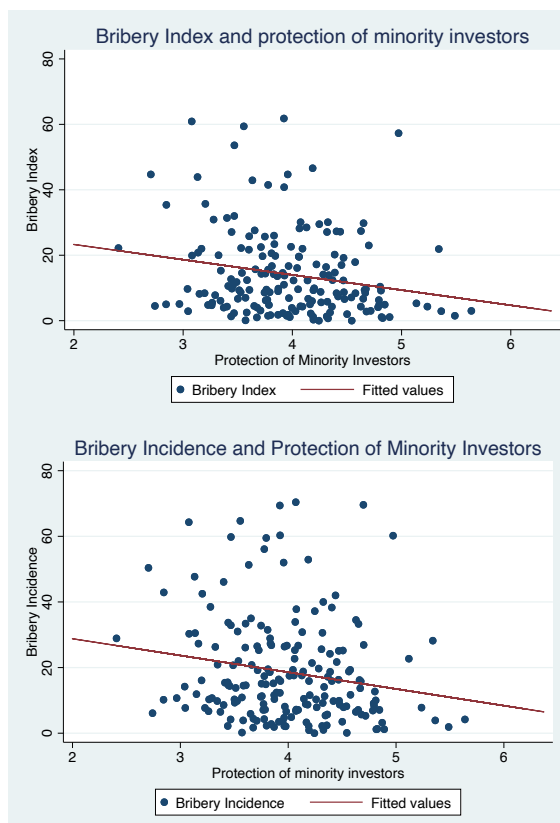 Bribery Index and protection of minority investors
80
60
40
20
0
Bribery Index
2 3 4 5 6
Protection of Minority Investors
Bribery Index Fitted values
Bribery Incidence and Protection of Minority Investors
80
60
40
20
0
Bribery Incidence
2 3 4 5 6
Protection of minority investors
Bribery Incidence Fitted values